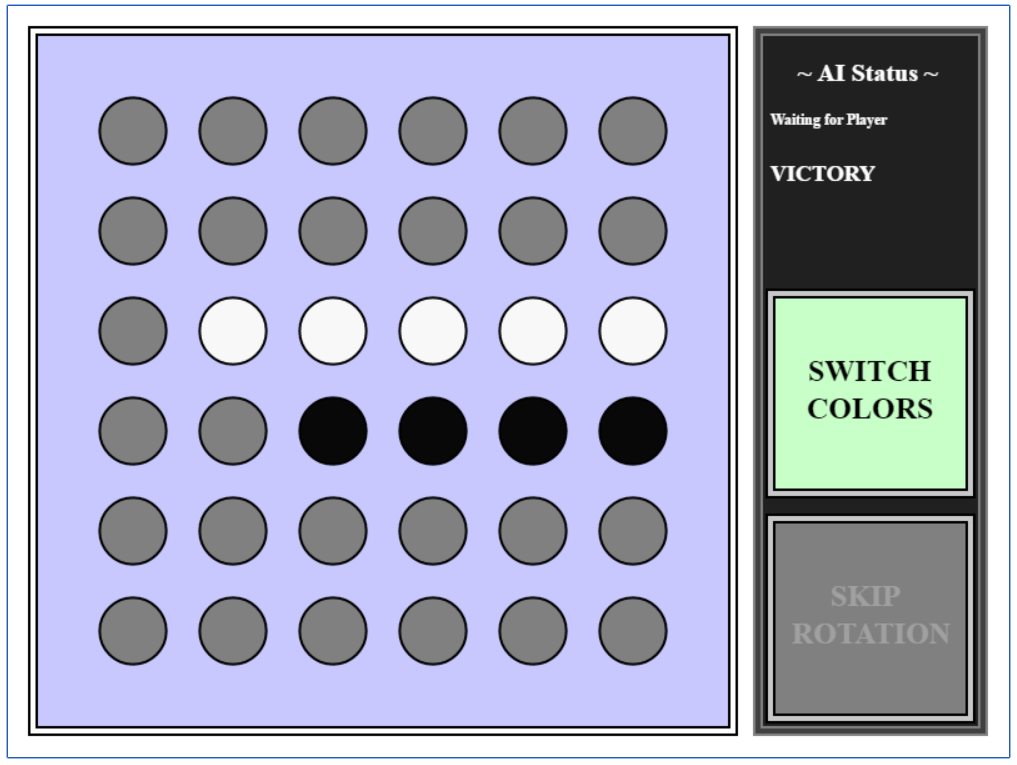 ~ AI Status ~
Waiting for Player
VICTORY
SWITCH
COLORS
SKIP
ROTATION